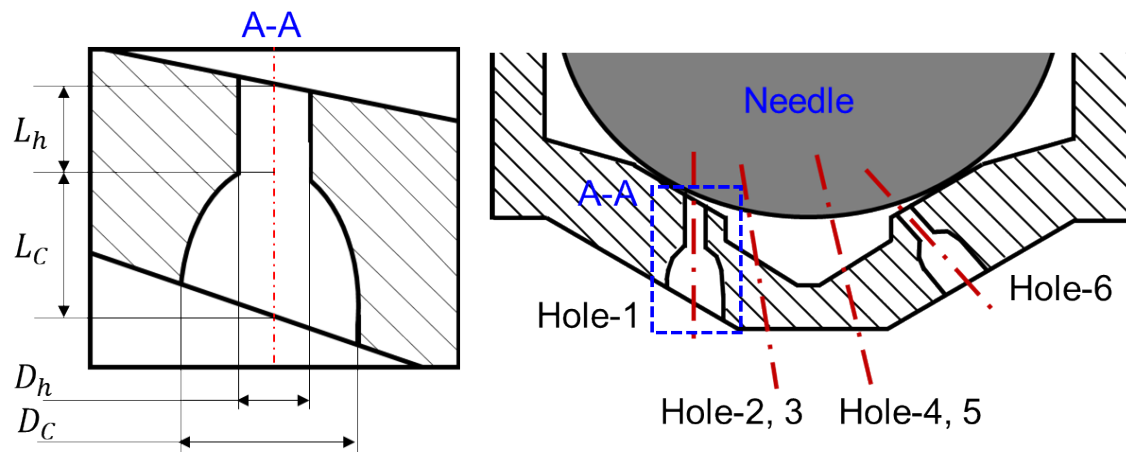 A-A
L_h
L_C
D_h
D_C
Needle
A-A
Hole-1
Hole-6
Hole-2, 3
Hole-4, 5